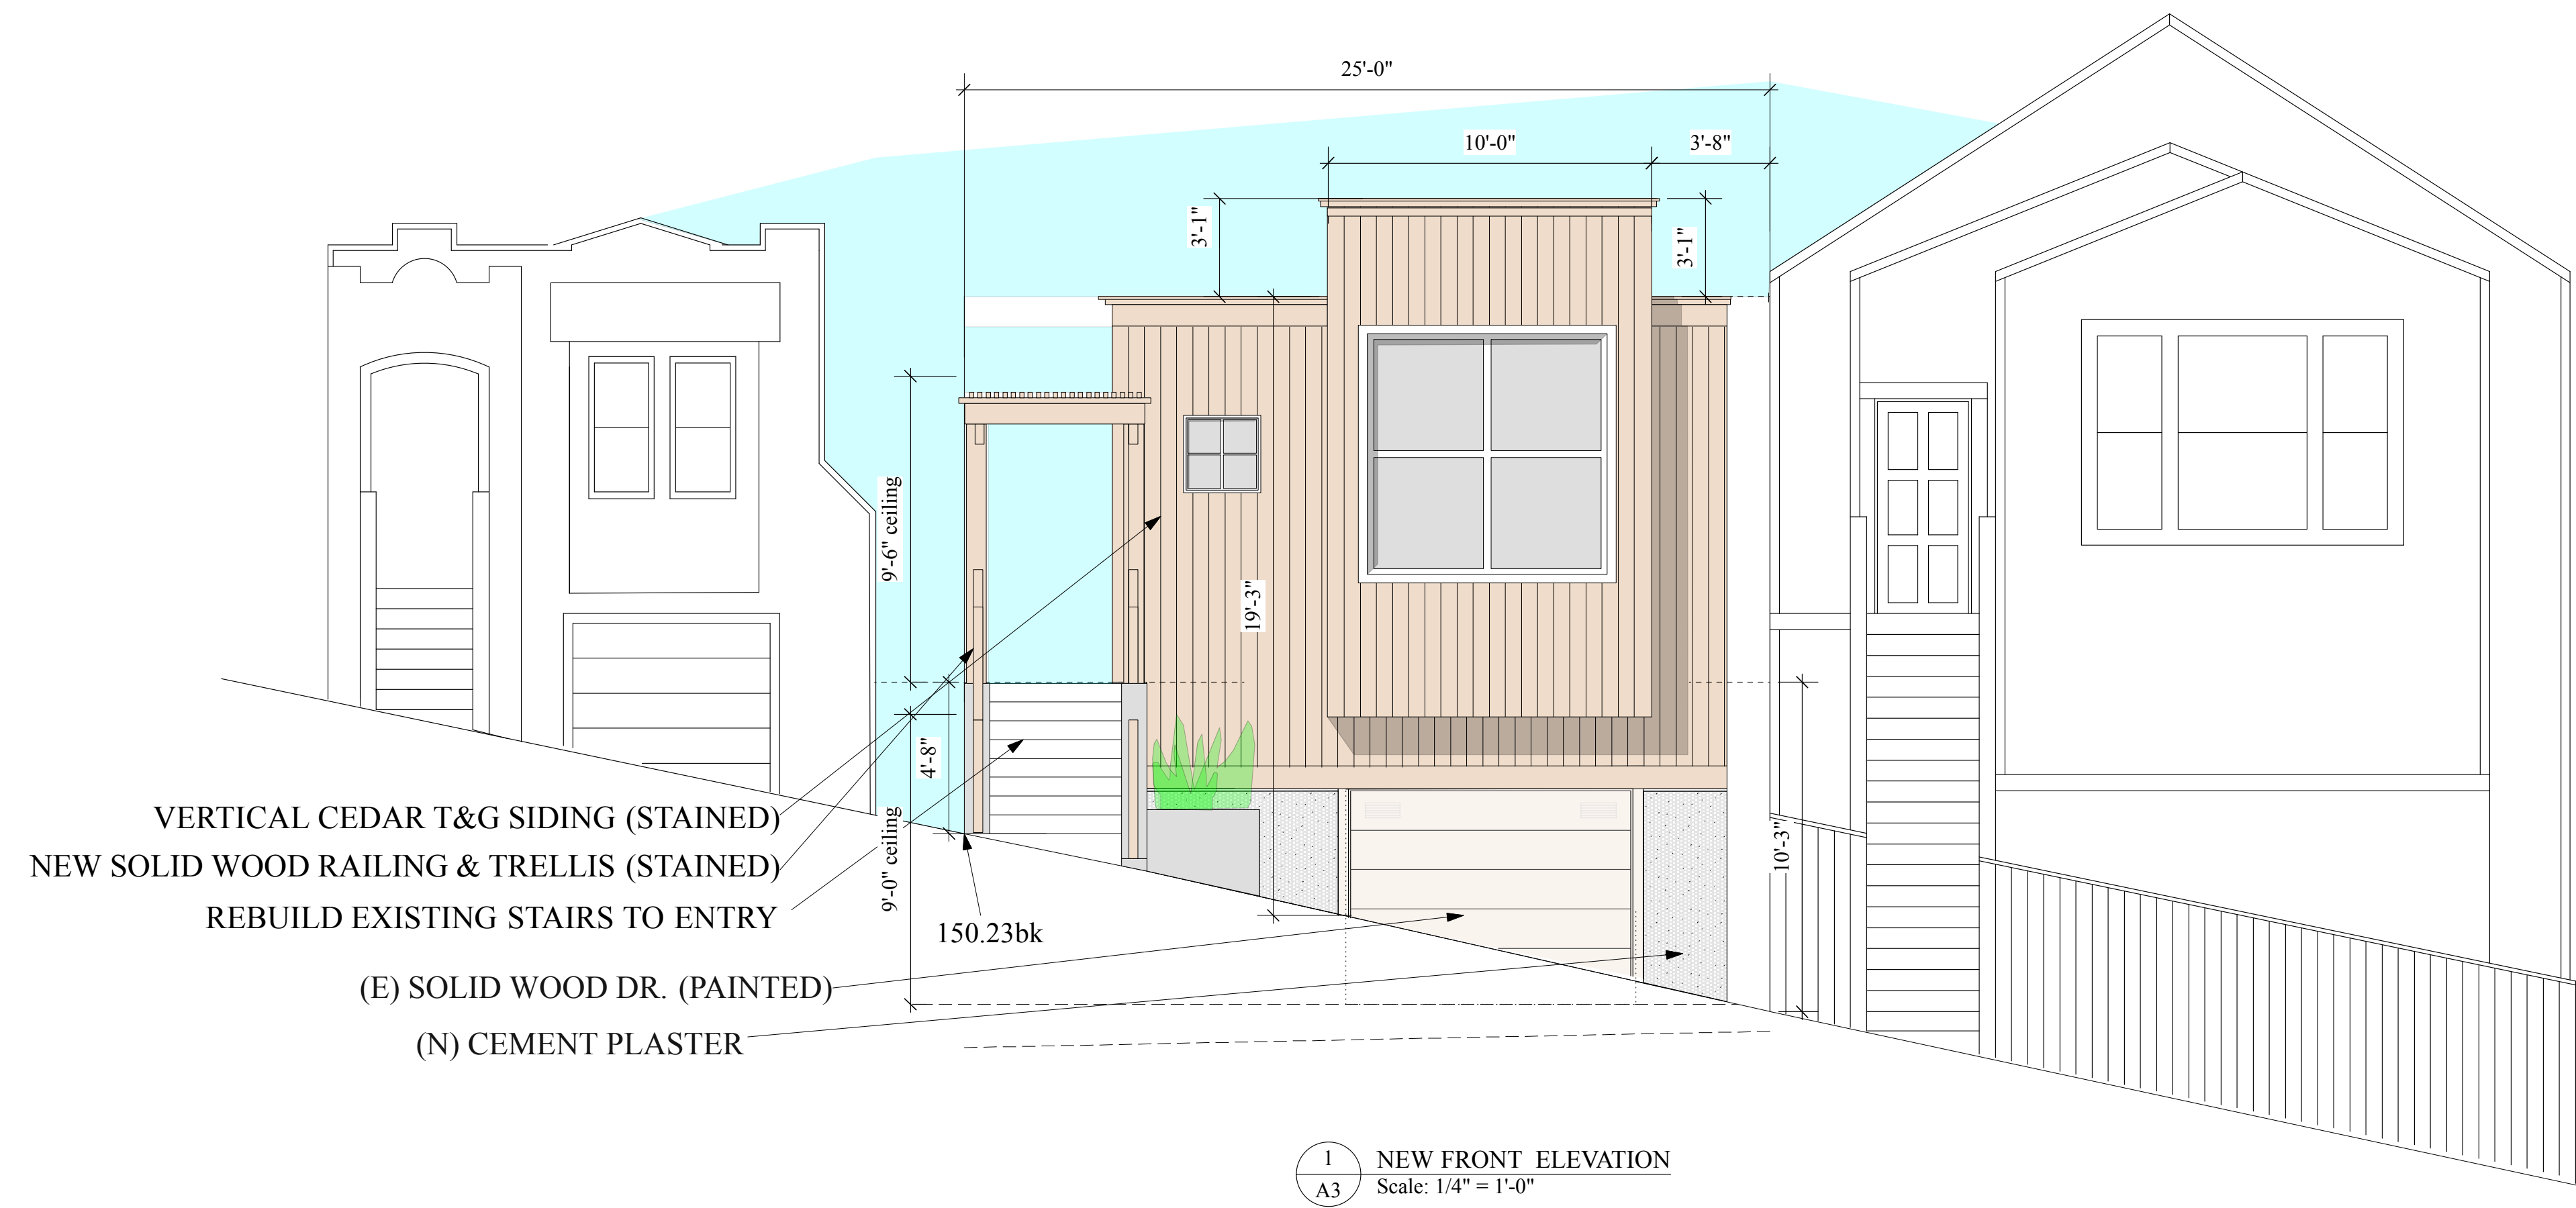 25'-0"
10'-0"
3'-8"
3'-1"
3'-1"
9'-6" ceiling
19'-3"
4'-8"
9'-0" ceiling
10'-3"
VERTICAL CEDAR T&G SIDING (STAINED)
NEW SOLID WOOD RAILING & TRELLIS (STAINED)
REBUILD EXISTING STAIRS TO ENTRY
150.23bk
(E) SOLID WOOD DR. (PAINTED)
(N) CEMENT PLASTER
1
A3
NEW FRONT ELEVATION
Scale: 1/4" = 1'-0"